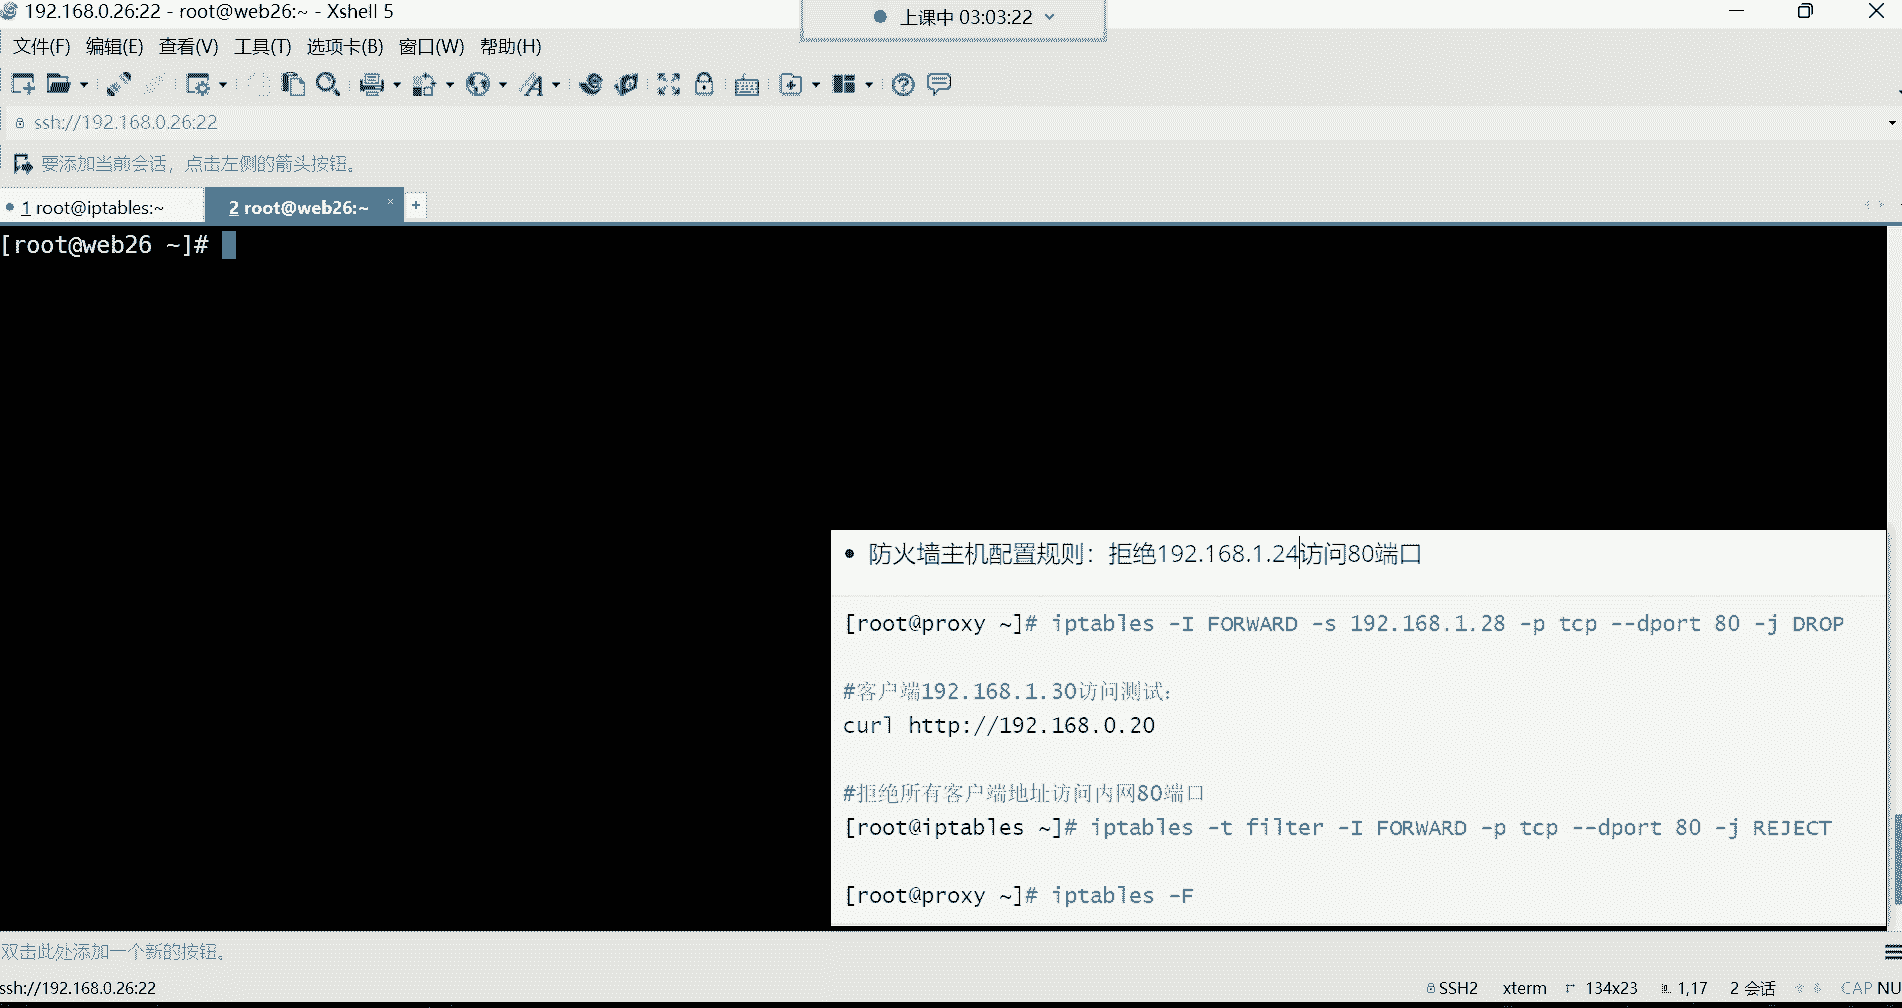 192.168.0.26:22 - root@web26:~ - Xshell 5
上课中 03:03:22
文件(F) 编辑(E) 查看(V) 工具(T) 选项卡(B) 窗口(W) 帮助(H)
ssh://192.168.0.26:22
要添加当前会话，点击左侧的箭头按钮。
1 root@iptables:~
2 root@web26:~
[root@web26 ~]#
• 防火墙主机配置规则：拒绝192.168.1.24访问80端口
[root@proxy ~]# iptables -I FORWARD -s 192.168.1.28 -p tcp --dport 80 -j DROP
#客户端192.168.1.30访问测试：
curl http://192.168.0.20
#拒绝所有客户端地址访问内网80端口
[root@iptables ~]# iptables -t filter -I FORWARD -p tcp --dport 80 -j REJECT
[root@proxy ~]# iptables -F
双击此处添加一个新的按钮。
ssh://192.168.0.26:22
SSH2 xterm 134x23 1,17 2 会话 CAP NU